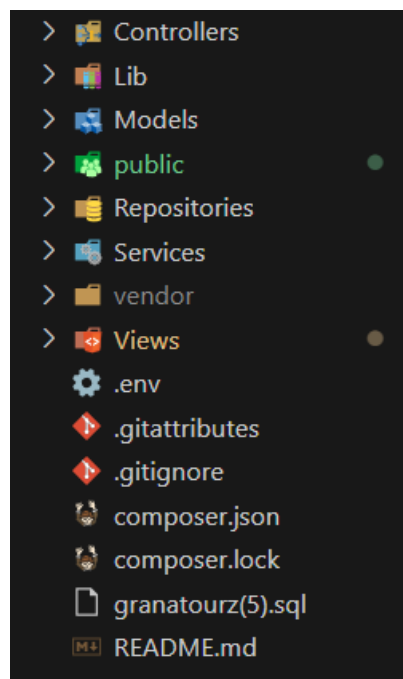 Controllers
Lib
Models
public
Repositories
Services
vendor
Views
.env
.gitattributes
.gitignore
composer.json
composer.lock
granatourz(5).sql
M↓ README.md